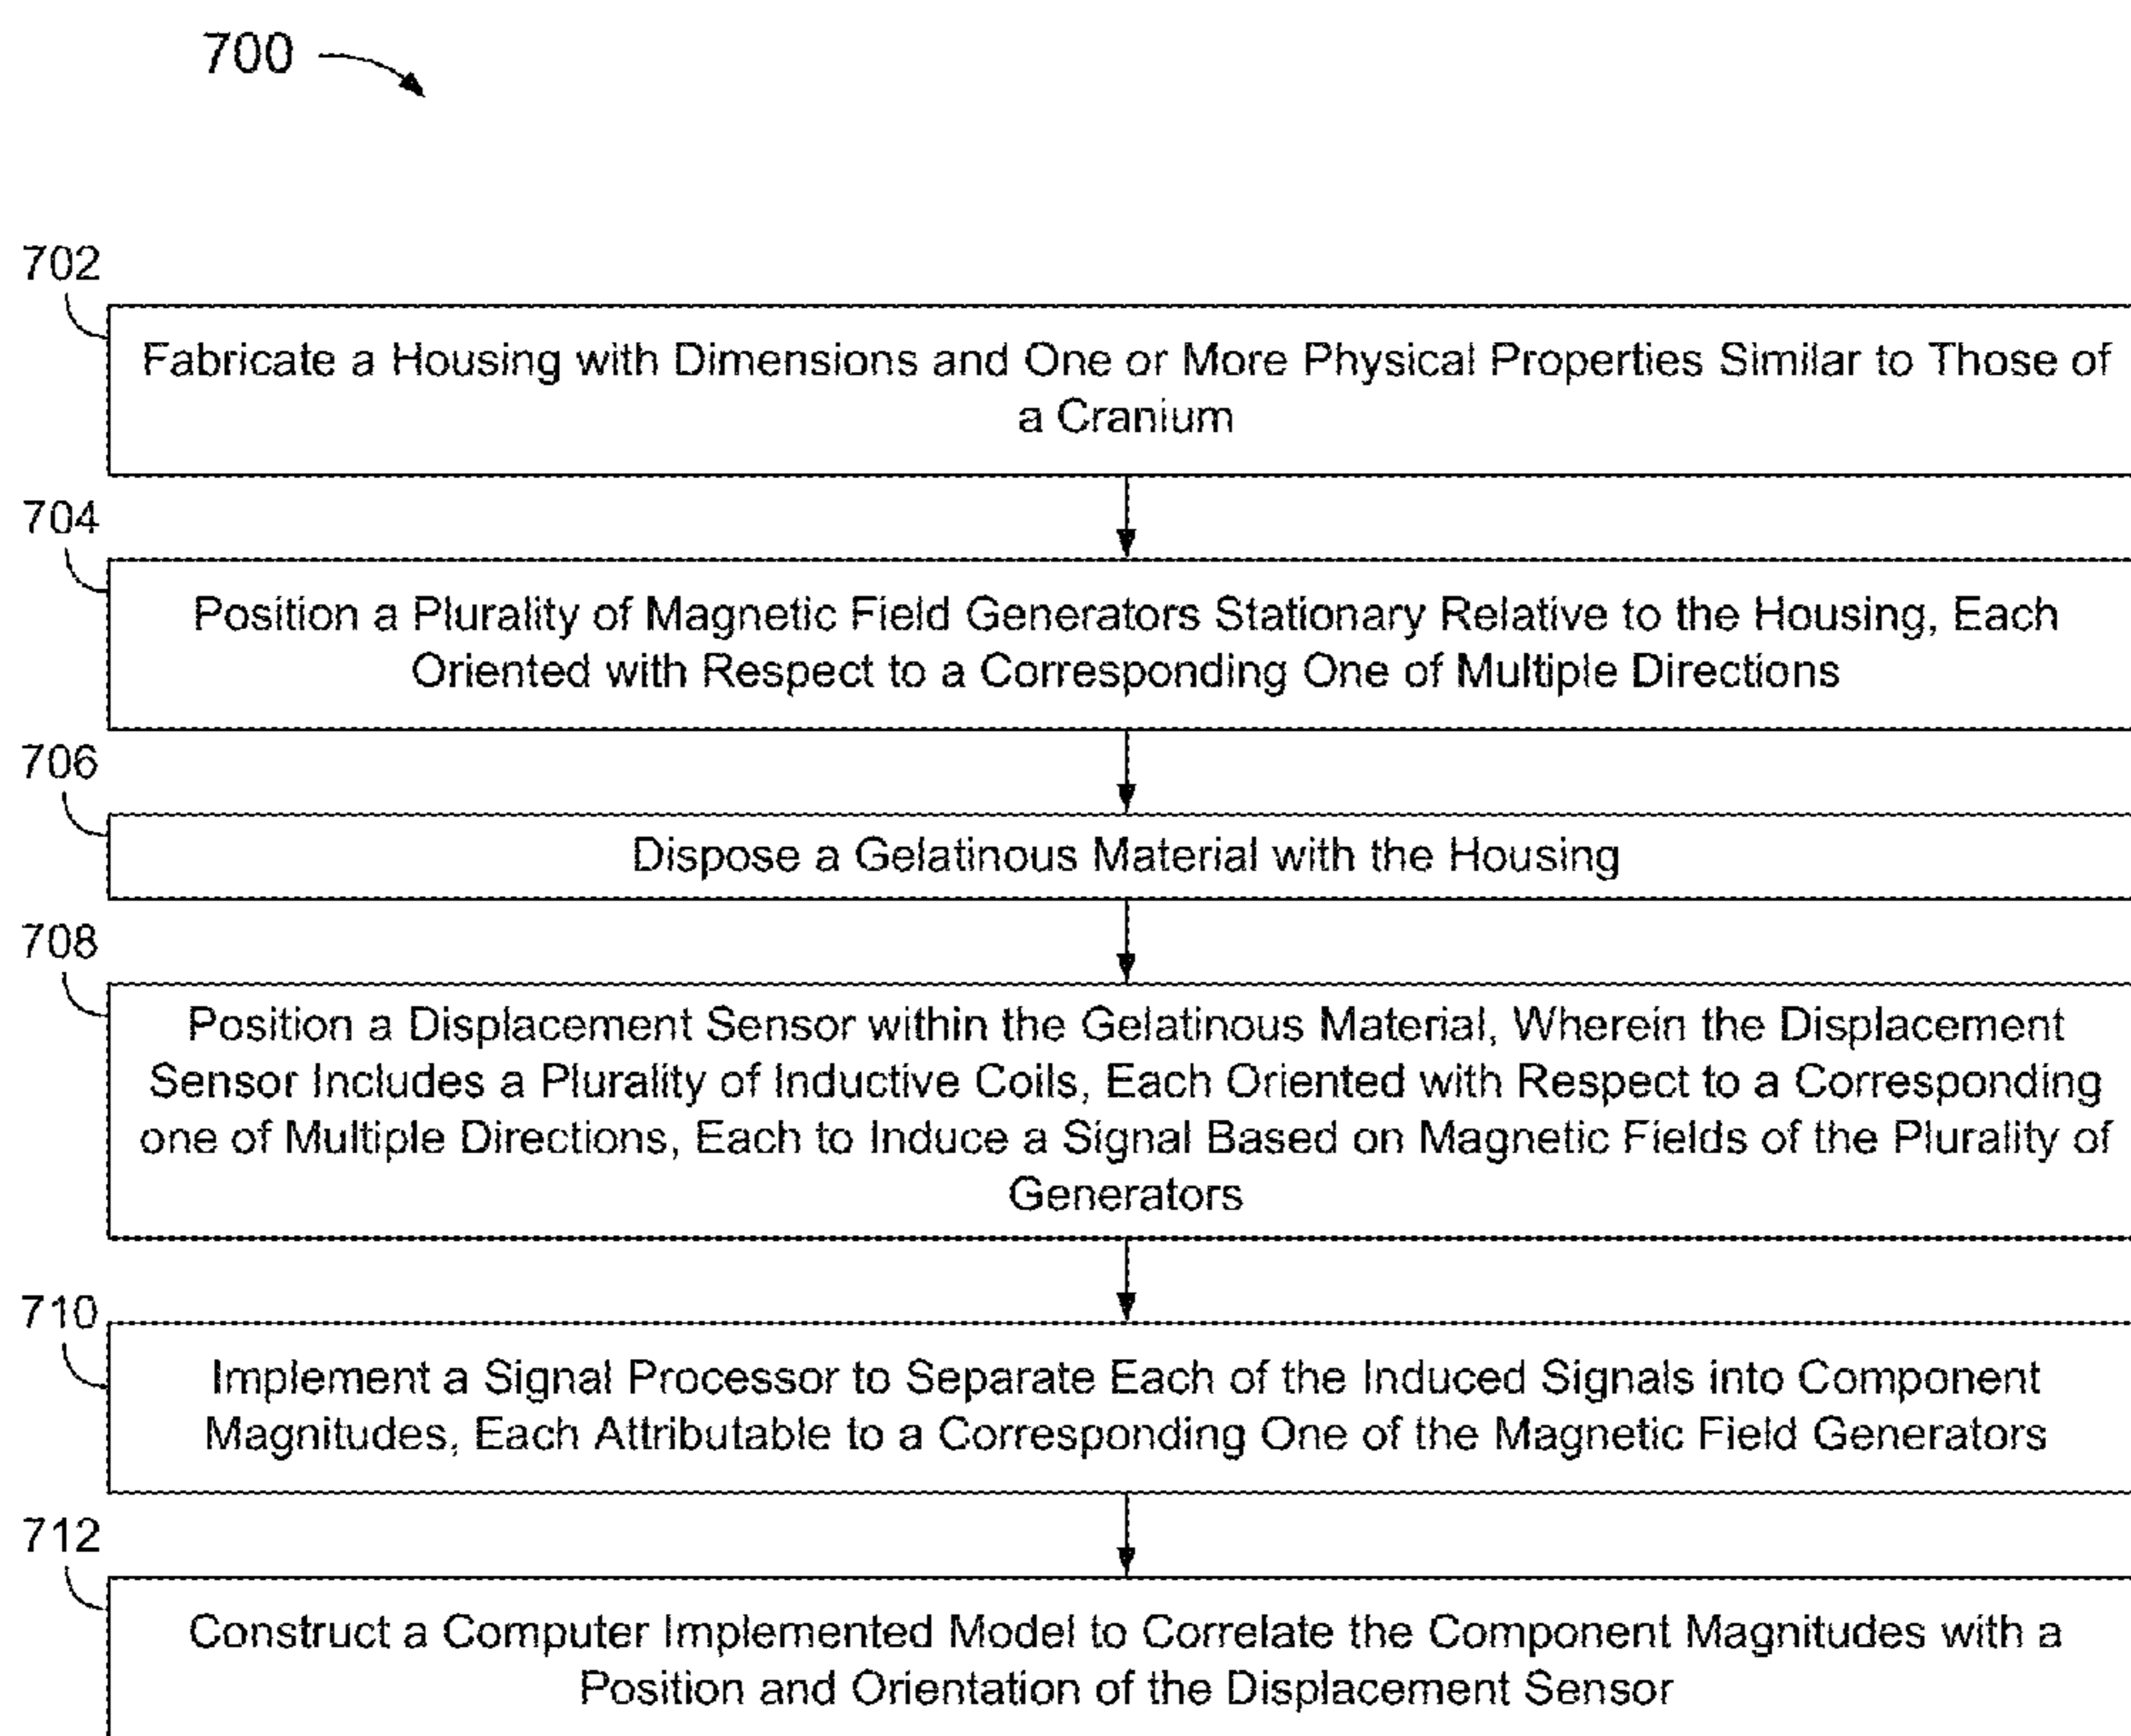 700
702
Fabricate a Housing with Dimensions and One or More Physical Properties Similar to Those of
a Cranium
704
Position a Plurality of Magnetic Field Generators Stationary Relative to the Housing, Each
Oriented with Respect to a Corresponding One of Multiple Directions
706
Dispose a Gelatinous Material with the Housing
708
Position a Displacement Sensor within the Gelatinous Material, Wherein the Displacement
Sensor Includes a Plurality of Inductive Coils, Each Oriented with Respect to a Corresponding
one of Multiple Directions, Each to Induce a Signal Based on Magnetic Fields of the Plurality of
Generators
710
Implement a Signal Processor to Separate Each of the Induced Signals into Component
Magnitudes, Each Attributable to a Corresponding One of the Magnetic Field Generators
712
Construct a Computer Implemented Model to Correlate the Component Magnitudes with a
Position and Orientation of the Displacement Sensor